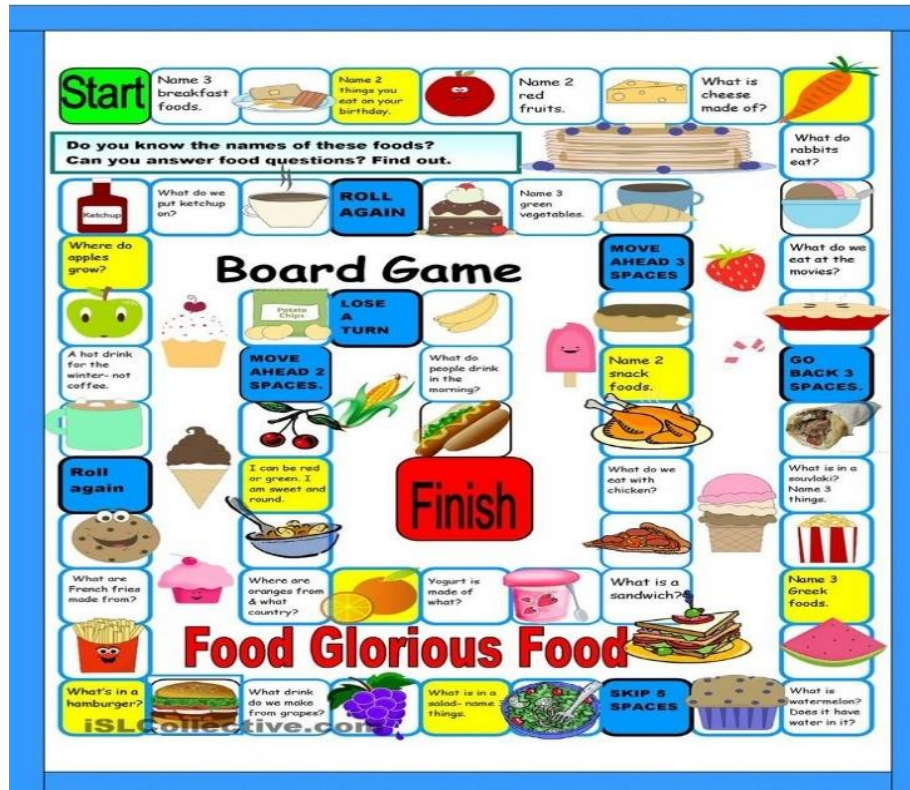 Start
Name 3
breakfast
foods.
Name 2
things you
eat on your
birthday.
Name 2
red
fruits.
What is
cheese
made of?
Do you know the names of these foods?
Can you answer food questions? Find out.
What do
rabbits
eat?
Ketchup
What do we
put ketchup
on?
ROLL
AGAIN
Name 3
green
vegetables.
Where do
apples
grow?
Board Game
MOVE
AHEAD 3
SPACES
What do we
eat at the
movies?
Potato
Chips
LOSE
A
TURN
A hot drink
for the
winter- not
coffee.
MOVE
AHEAD 2
SPACES.
What do
people drink
in the
morning?
Name 2
snack
foods.
GO
BACK 3
SPACES.
Roll
again
I can be red
or green. I
am sweet and
round.
Finish
What do we
eat with
chicken?
What is in a
souvlaki?
Name 3
things.
What are
French fries
made from?
Where are
oranges from
& what
country?
Yogurt is
made of
what?
What is a
sandwich?
Name 3
Greek
foods.
Food Glorious Food
What's in a
hamburger?
What drink
do we make
from grapes?
What is in a
salad- name 3
things.
SKIP 5
SPACES
What is
watermelon?
Does it have
water in it?
iSLCollective.com